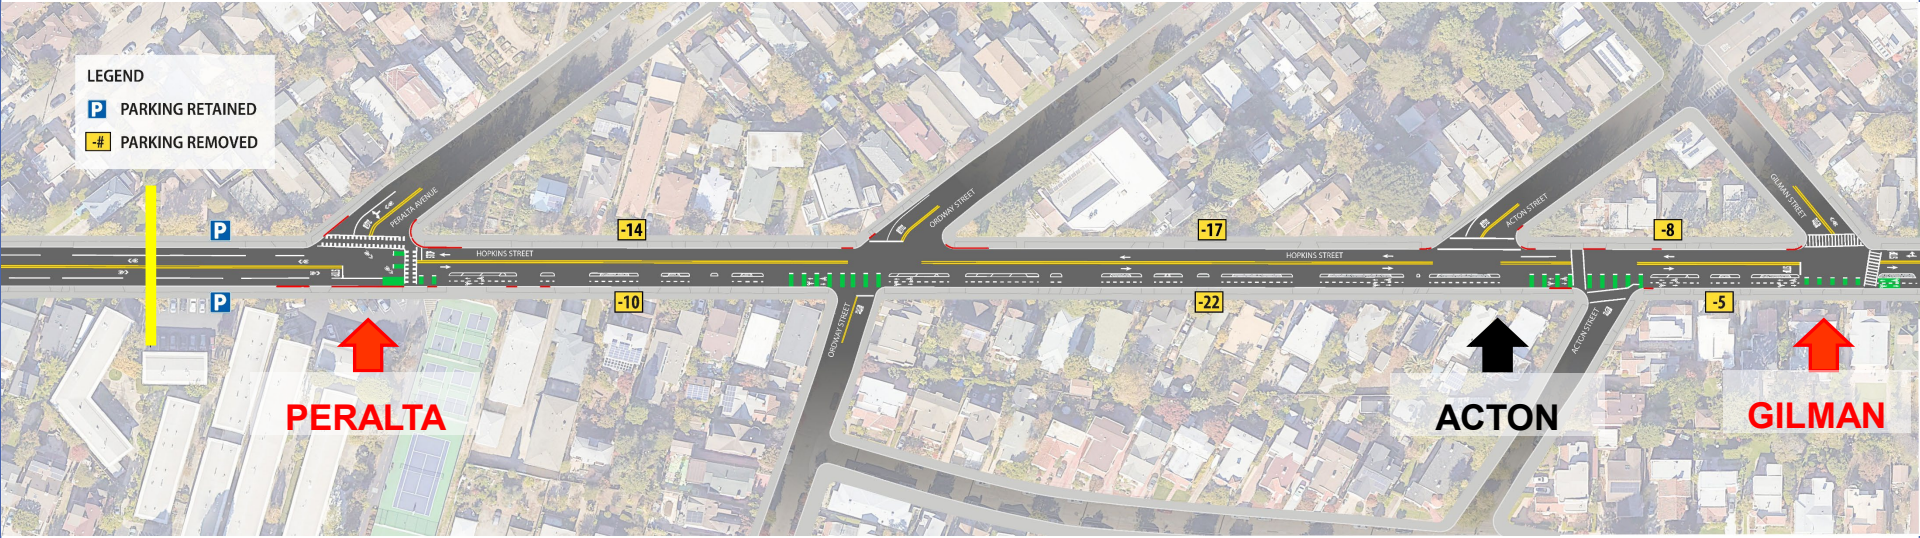 LEGEND
P PARKING RETAINED
-# PARKING REMOVED
P
P
PERALTA AVENUE
-14
HOPKINS STREET
-10
ORDWAY STREET
ORDWAY STREET
-17
HOPKINS STREET
-22
ACTON STREET
ACTON STREET
-8
-5
GILMAN STREET
PERALTA
ACTON
GILMAN